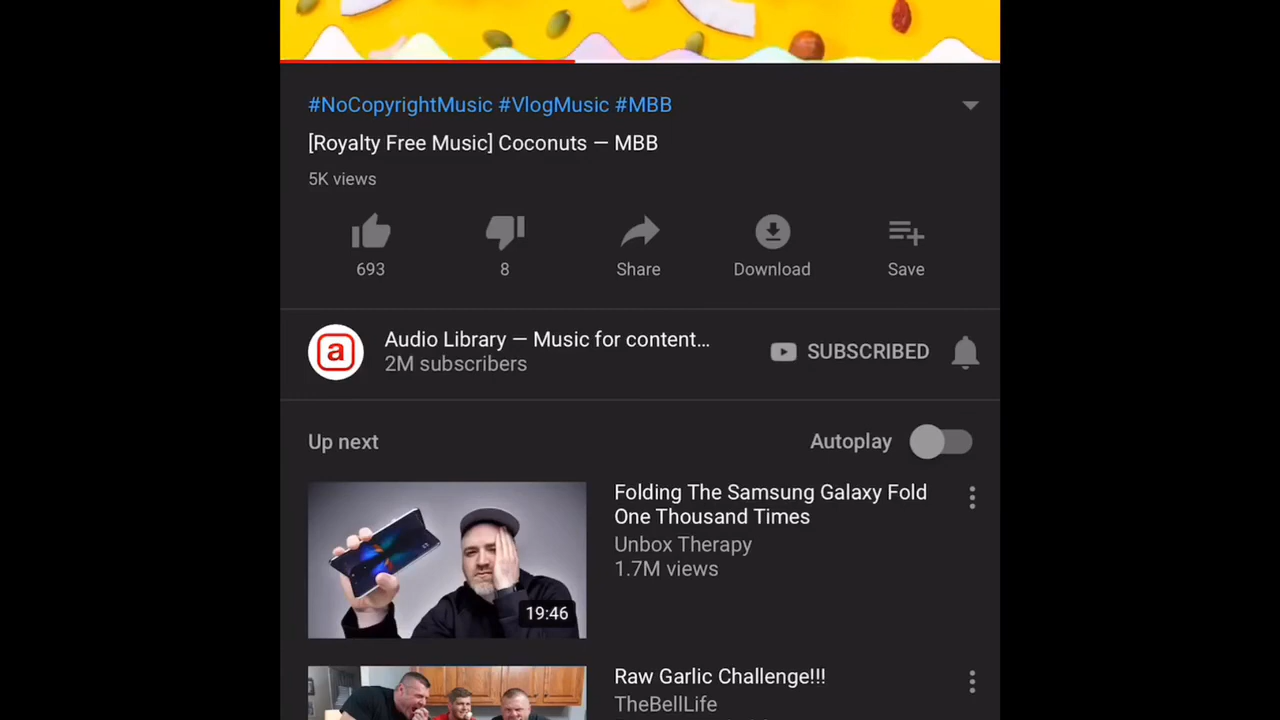 #NoCopyrightMusic #VlogMusic #MBB
[Royalty Free Music] Coconuts — MBB
5K views
693
8
Share
Download
Save
a
Audio Library — Music for content...
2M subscribers
SUBSCRIBED
Up next
Autoplay
Folding The Samsung Galaxy Fold
One Thousand Times
Unbox Therapy
1.7M views
19:46
Raw Garlic Challenge!!!
TheBellLife